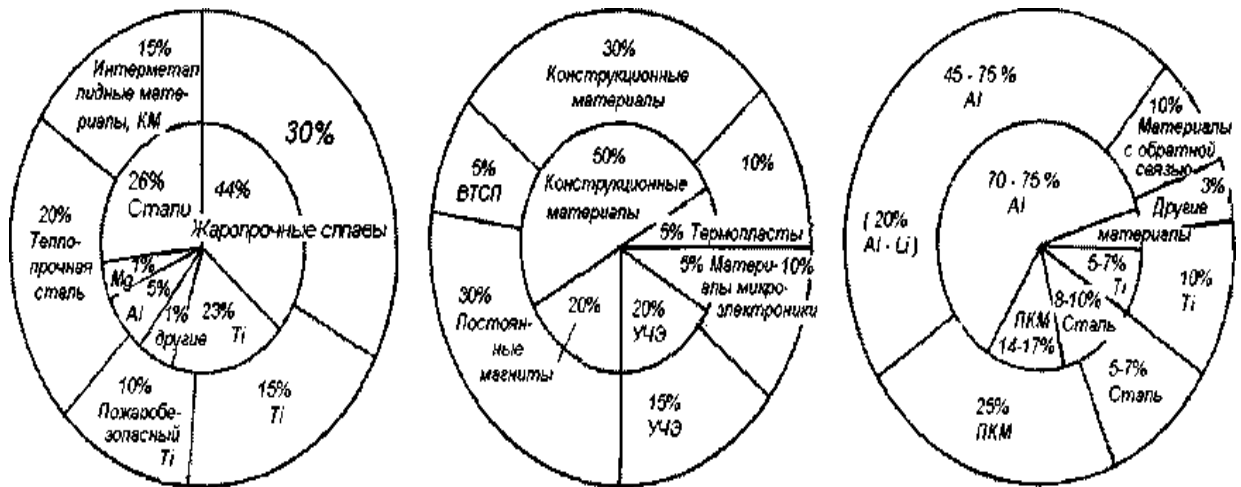 15%
Интерметал
лидные мате-
риалы, КМ
30%
26%
Стали
44%
Жаропрочные сплавы
20%
Тепло-
прочная
сталь
1%
Mg
5%
Al
1%
другие
23%
Ti
10%
Пожаробе-
зопасный
Ti
15%
Ti
30%
Конструкционные
материалы
5%
ВТСП
50%
Конструкционные
материалы
10%
5% Термопласты
5% Матери-
алы микро-
электроники
10%
30%
Постоян-
ные
магниты
20%
20%
УЧЭ
15%
УЧЭ
45 - 75 %
Al
10%
Материалы
с обратной
связью
70 - 75 %
Al
3%
Другие
материалы
( 20%
Al - Li )
5-7%
Ti
10%
Ti
8-10%
Сталь
ПКМ
14-17%
5-7%
Сталь
25%
ПКМ